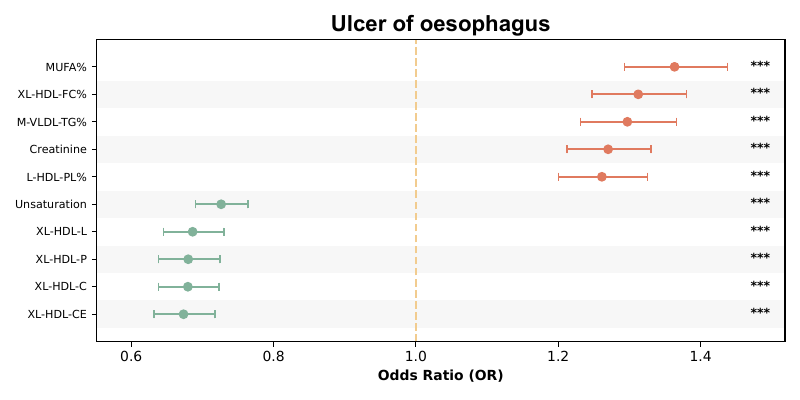 Ulcer of oesophagus
MUFA% ***
XL-HDL-FC% ***
M-VLDL-TG% ***
Creatinine ***
L-HDL-PL% ***
Unsaturation ***
XL-HDL-L ***
XL-HDL-P ***
XL-HDL-C ***
XL-HDL-CE ***
0.6 0.8 1.0 1.2 1.4
Odds Ratio (OR)